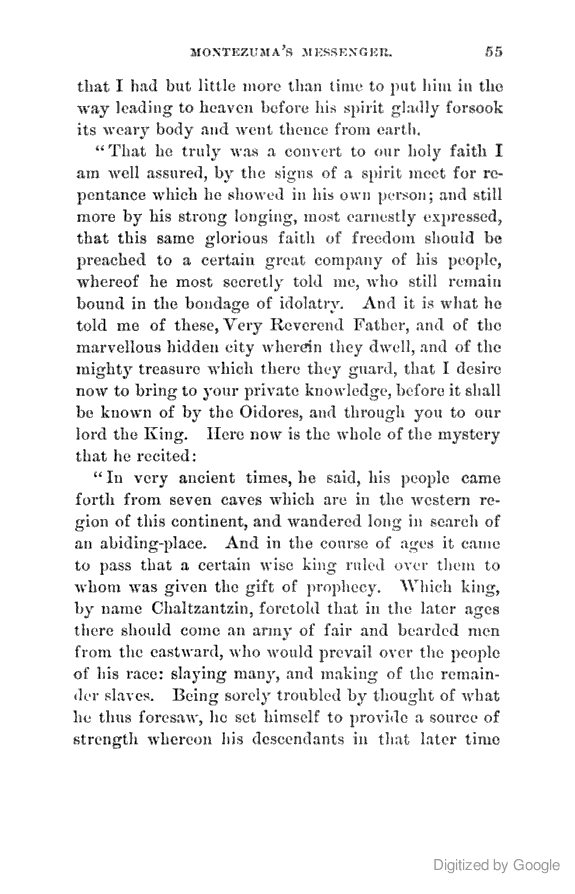 MONTEZUMA'S MESSENGER. 55
that I had but little more than time to put him in the
way leading to heaven before his spirit gladly forsook
its weary body and went thence from earth.
"That he truly was a convert to our holy faith I
am well assured, by the signs of a spirit meet for re-
pentance which he showed in his own person; and still
more by his strong longing, most earnestly expressed,
that this same glorious faith of freedom should be
preached to a certain great company of his people,
whereof he most secretly told me, who still remain
bound in the bondage of idolatry. And it is what he
told me of these, Very Reverend Father, and of the
marvellous hidden city wherein they dwell, and of the
mighty treasure which there they guard, that I desire
now to bring to your private knowledge, before it shall
be known of by the Oidores, and through you to our
lord the King. Here now is the whole of the mystery
that he recited:
"In very ancient times, he said, his people came
forth from seven caves which are in the western re-
gion of this continent, and wandered long in search of
an abiding-place. And in the course of ages it came
to pass that a certain wise king ruled over them to
whom was given the gift of prophecy. Which king,
by name Chaltzantzin, foretold that in the later ages
there should come an army of fair and bearded men
from the eastward, who would prevail over the people
of his race: slaying many, and making of the remain-
der slaves. Being sorely troubled by thought of what
he thus foresaw, he set himself to provide a source of
strength whereon his descendants in that later time
Digitized by Google